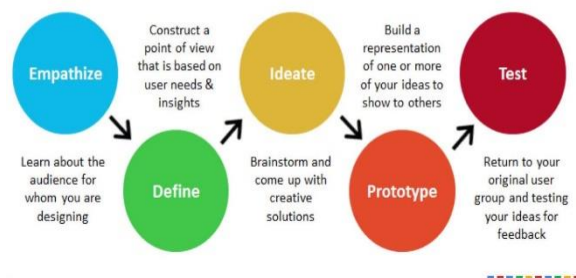 Empathize
Learn about the
audience for
whom you are
designing
Construct a
point of view
that is based on
user needs &
insights
Define
Ideate
Brainstorm and
come up with
creative
solutions
Build a
representation
of one or more
of your ideas to
show to others
Prototype
Test
Return to your
original user
group and testing
your ideas for
feedback